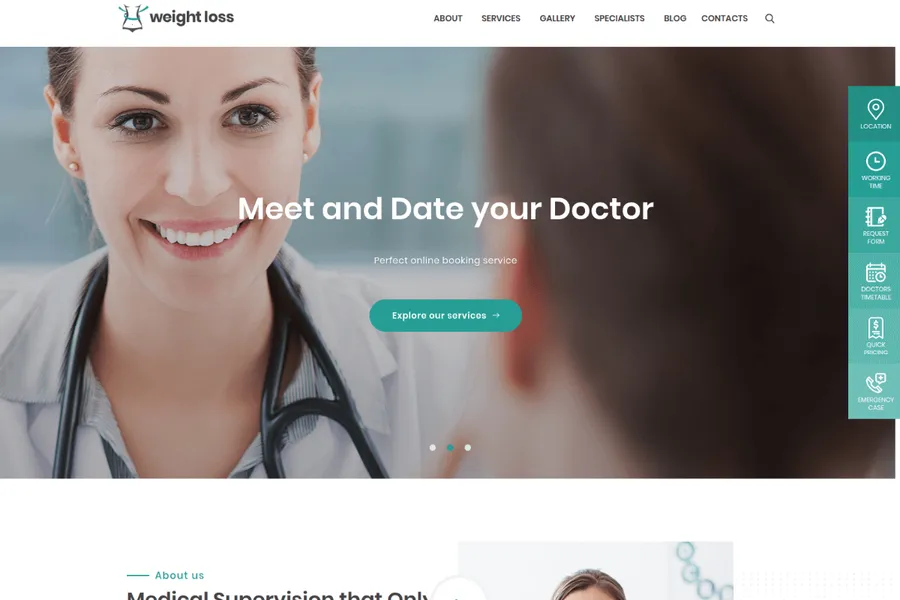 weight loss
ABOUT SERVICES GALLERY SPECIALISTS BLOG CONTACTS
LOCATION
WORKING
TIME
Meet and Date your Doctor
REQUEST
FORM
Perfect online booking service
DOCTORS
TIMETABLE
Explore our services →
QUICK
PRICING
EMERGENCY
CASE
About us
Medical Supervision that Only